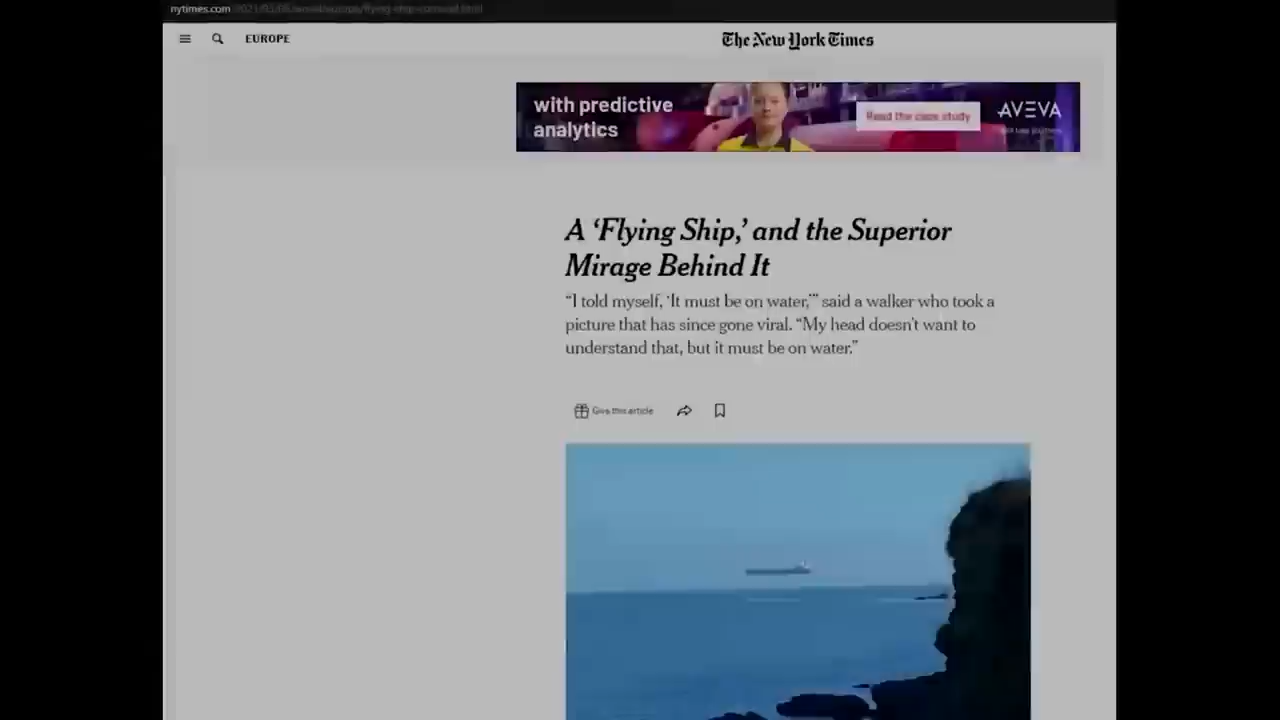 nytimes.com
EUROPE
The New York Times
with predictive
analytics
Read the case study
AVEVA
A ‘Flying Ship,’ and the Superior
Mirage Behind It
“I told myself, ‘It must be on water,’” said a walker who took a
picture that has since gone viral. “My head doesn’t want to
understand that, but it must be on water.”
Give this article